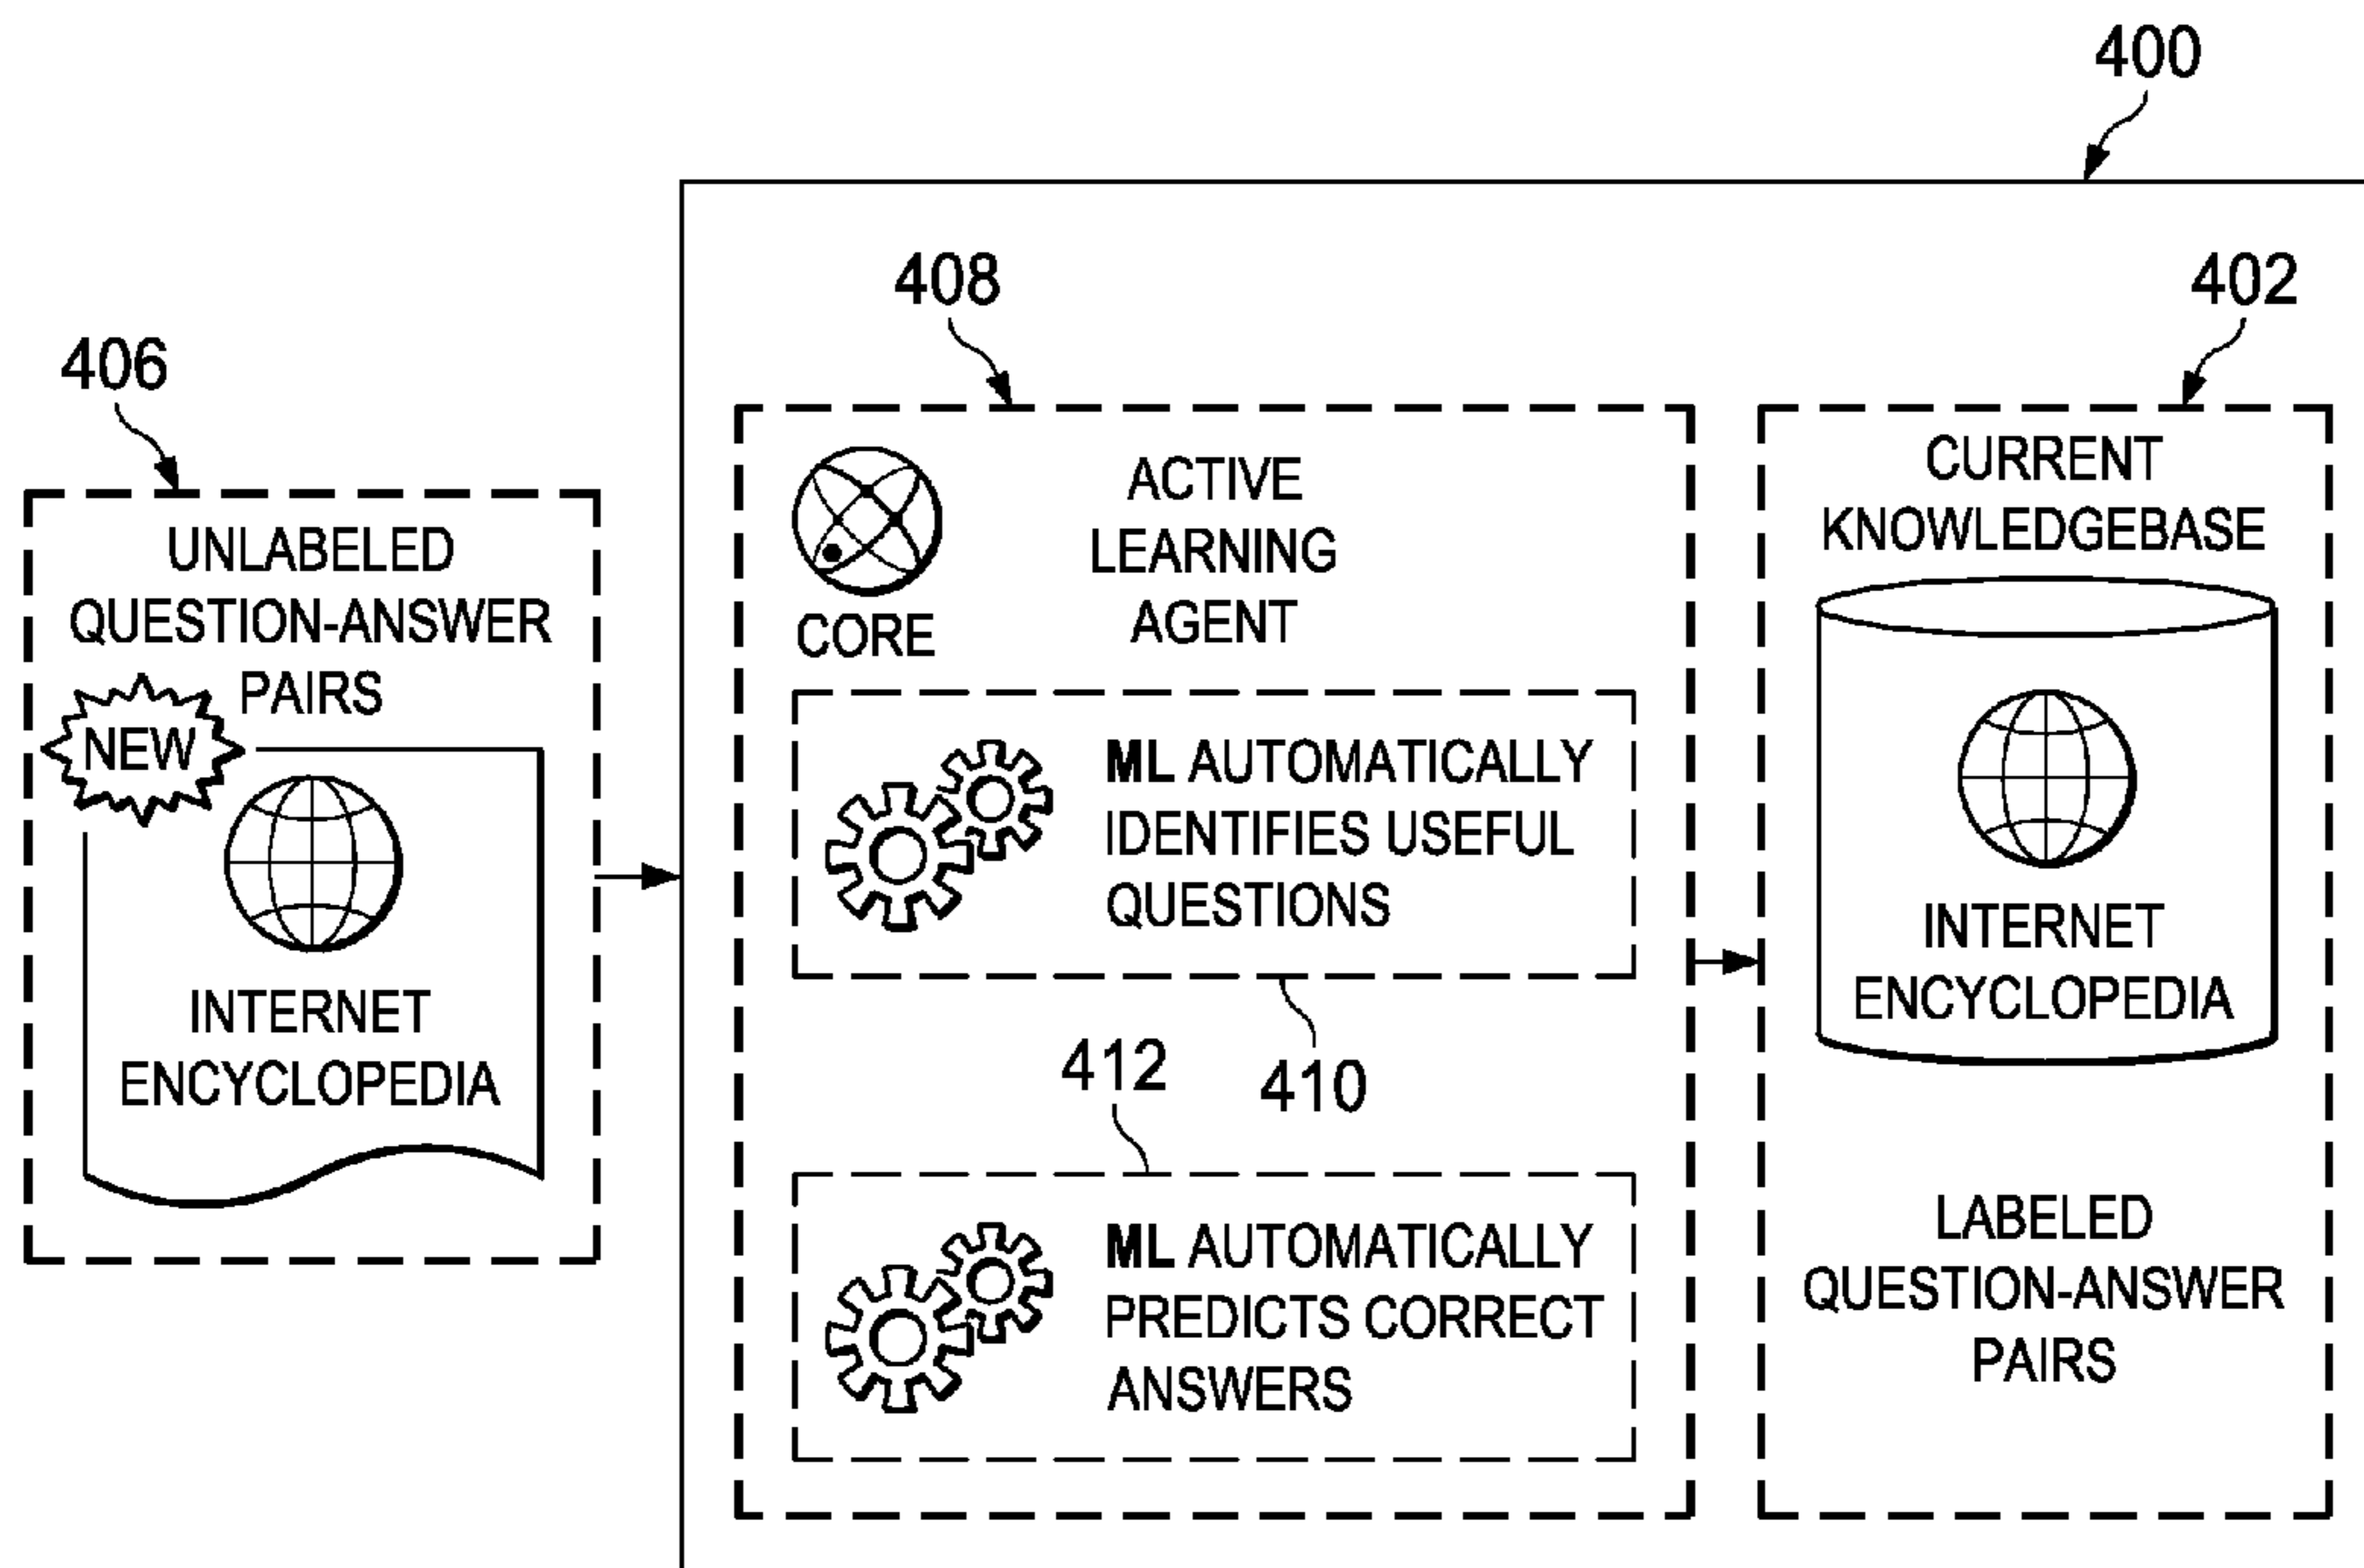 400
408
402
406
UNLABELED
QUESTION-ANSWER
PAIRS
NEW
INTERNET
ENCYCLOPEDIA
CORE
ACTIVE
LEARNING
AGENT
ML AUTOMATICALLY
IDENTIFIES USEFUL
QUESTIONS
410
412
ML AUTOMATICALLY
PREDICTS CORRECT
ANSWERS
CURRENT
KNOWLEDGEBASE
INTERNET
ENCYCLOPEDIA
LABELED
QUESTION-ANSWER
PAIRS